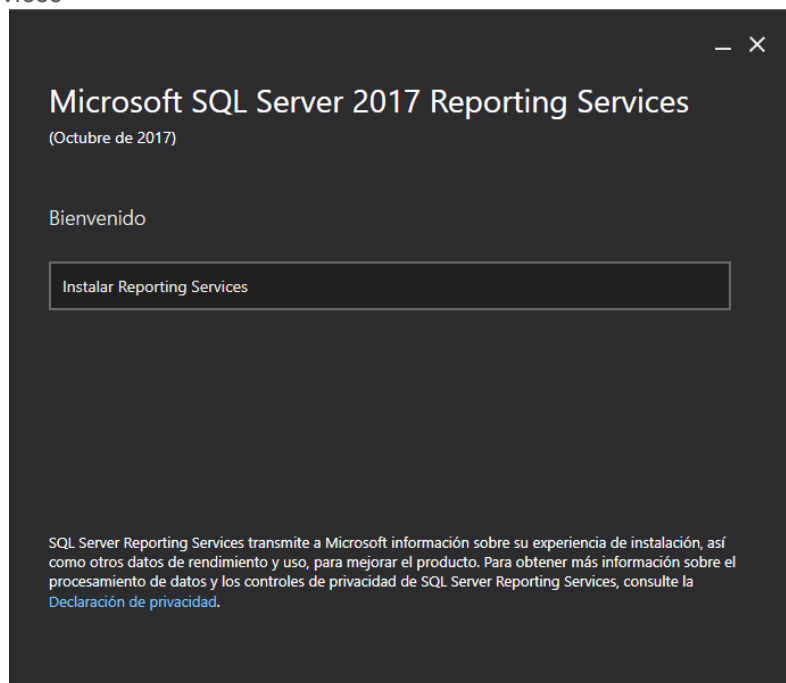 Microsoft SQL Server 2017 Reporting Services
(Octubre de 2017)
Bienvenido
Instalar Reporting Services
SQL Server Reporting Services transmite a Microsoft información sobre su experiencia de instalación, así
como otros datos de rendimiento y uso, para mejorar el producto. Para obtener más información sobre el
procesamiento de datos y los controles de privacidad de SQL Server Reporting Services, consulte la
Declaración de privacidad.